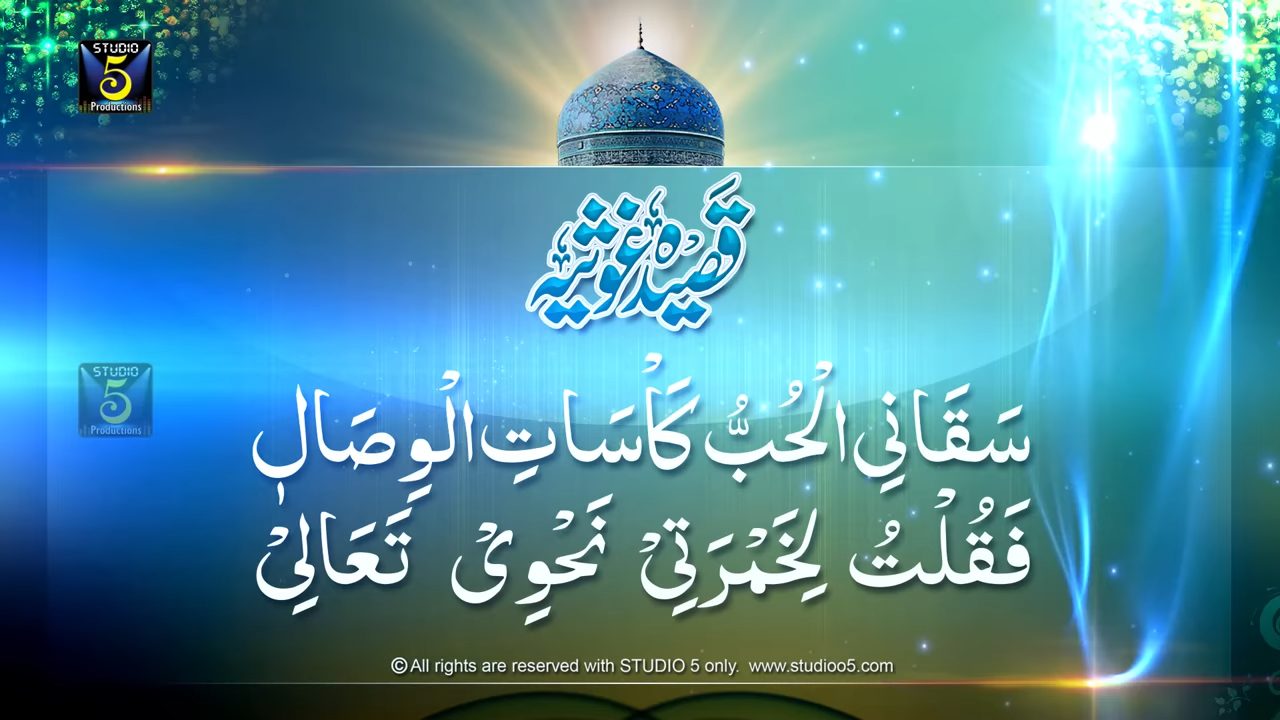 STUDIO
5
Productions
قصیدہ غوثیہ
سَقَانِي الْحُبُّ كَاْسَاتِ الْوِصَالِ
STUDIO
5
Productions
فَقُلْتُ لِخَمْرَتِيْ نَحْوِيْ تَعَالِيْ
©All rights are reserved with STUDIO 5 only. www.studioo5.com